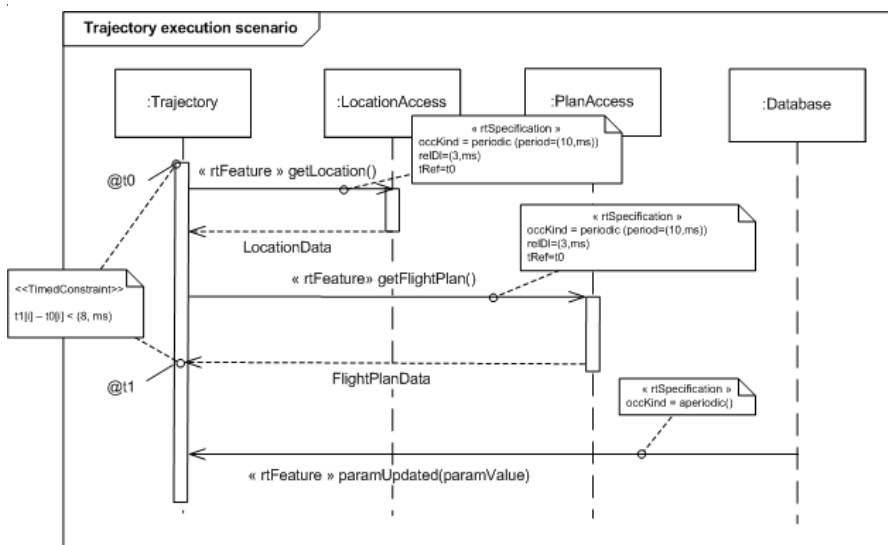 Trajectory execution scenario
:Trajectory
:LocationAccess
:PlanAccess
:Database
« rtSpecification »
occKind = periodic (period=(10,ms))
relDl=(3,ms)
tRef=t0
@t0
« rtFeature » getLocation()
LocationData
« rtSpecification »
occKind = periodic (period=(10,ms))
relDl=(3,ms)
tRef=t0
« rtFeature» getFlightPlan()
<<TimedConstraint>>
t1[i] – t0[i] < (8, ms)
FlightPlanData
@t1
« rtSpecification »
occKind = aperiodic()
« rtFeature » paramUpdated(paramValue)